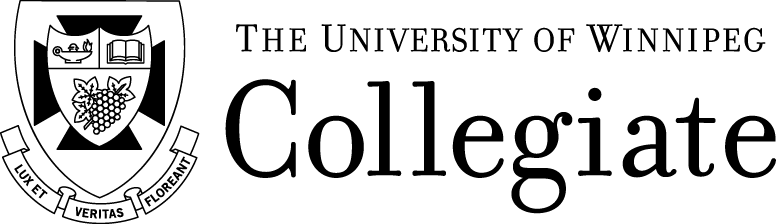 THE UNIVERSITY OF WINNIPEG
Collegiate
LUX ET VERITAS FLOREANT